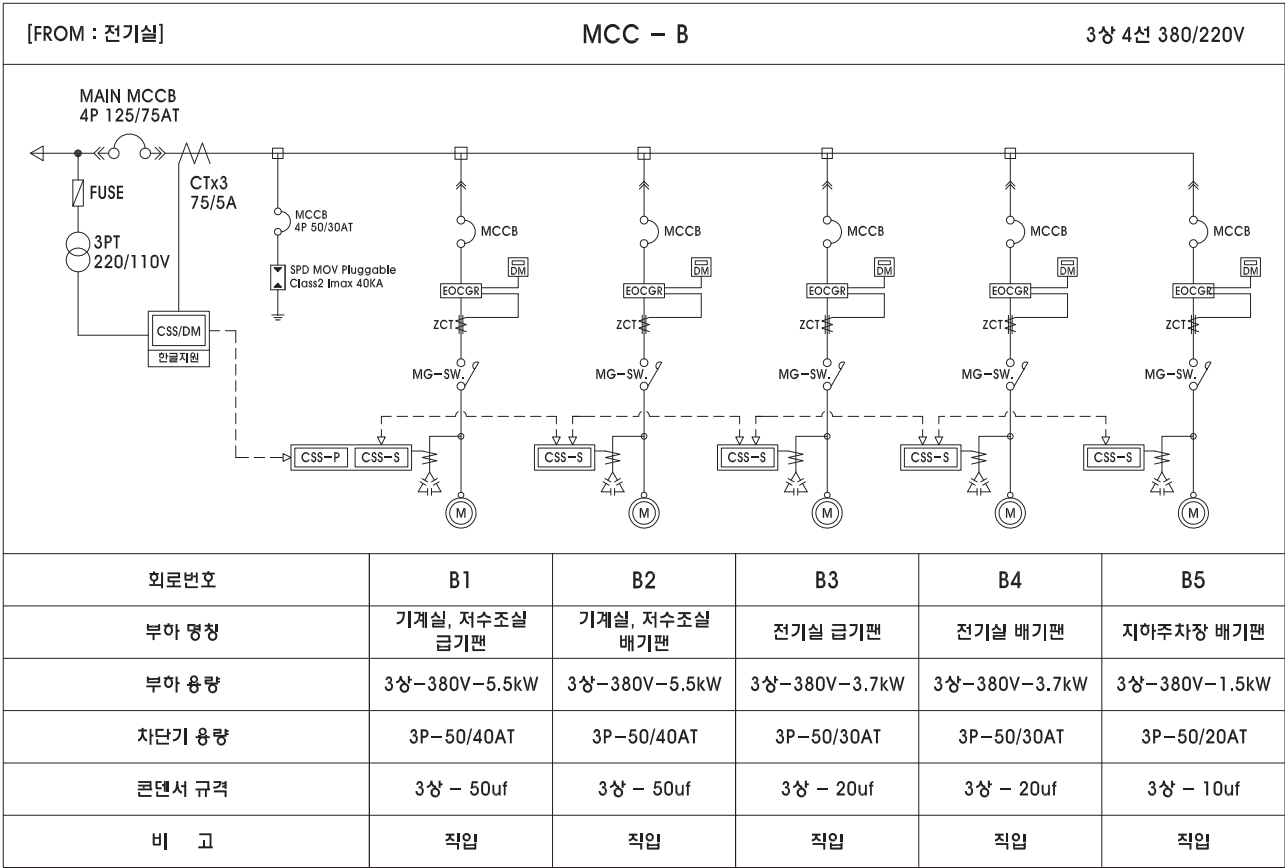 [FROM : 전기실]
MCC - B
3상 4선 380/220V
MAIN MCCB
4P 125/75AT
FUSE
CTx3
75/5A
3PT
220/110V
MCCB
4P 50/30AT
SPD MOV Pluggable
Class2 Imax 40KA
CSS/DM
한글지원
MCCB
MCCB
MCCB
MCCB
MCCB
DM
DM
DM
DM
DM
EOCGR
EOCGR
EOCGR
EOCGR
EOCGR
ZCT
ZCT
ZCT
ZCT
ZCT
MG-SW.
MG-SW.
MG-SW.
MG-SW.
MG-SW.
CSS-P
CSS-S
CSS-S
CSS-S
CSS-S
CSS-S
M
M
M
M
M
회로번호
B1
B2
B3
B4
B5
부하 명칭
기계실, 저수조실
급기팬
기계실, 저수조실
배기팬
전기실 급기팬
전기실 배기팬
지하주차장 배기팬
부하 용량
3상-380V-5.5kW
3상-380V-5.5kW
3상-380V-3.7kW
3상-380V-3.7kW
3상-380V-1.5kW
차단기 용량
3P-50/40AT
3P-50/40AT
3P-50/30AT
3P-50/30AT
3P-50/20AT
콘덴서 규격
3상 - 50uf
3상 - 50uf
3상 - 20uf
3상 - 20uf
3상 - 10uf
비 고
직입
직입
직입
직입
직입